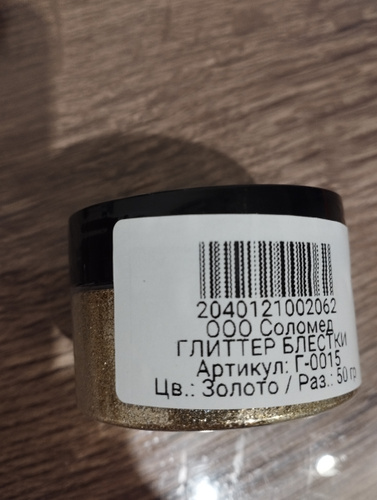 2040121002062
ООО Соломед
ГЛИТТЕР БЛЕСТКИ
Артикул: Г-0015
Цв.: Золото / Раз.: 50 гр